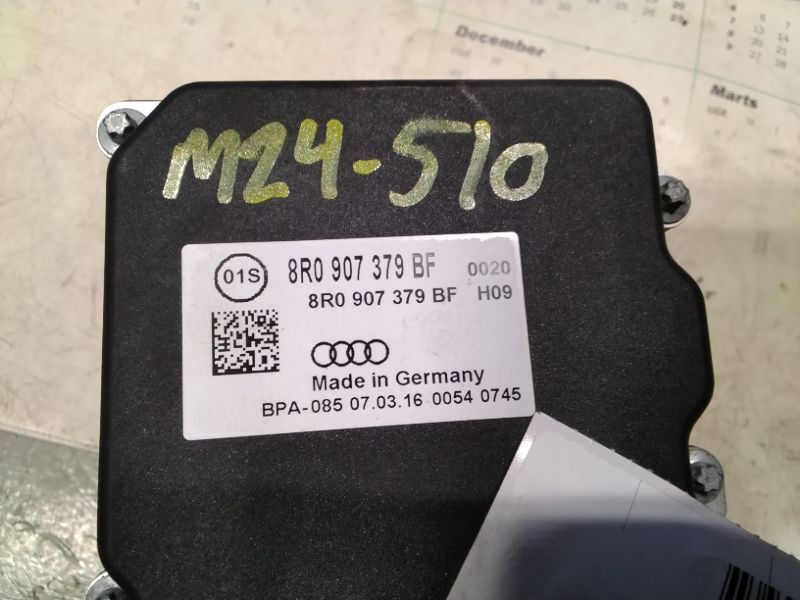 December
Marts
M24-510
01S
8R0 907 379 BF 0020
8R0 907 379 BF H09
Made in Germany
BPA-085 07.03.16 0054 0745